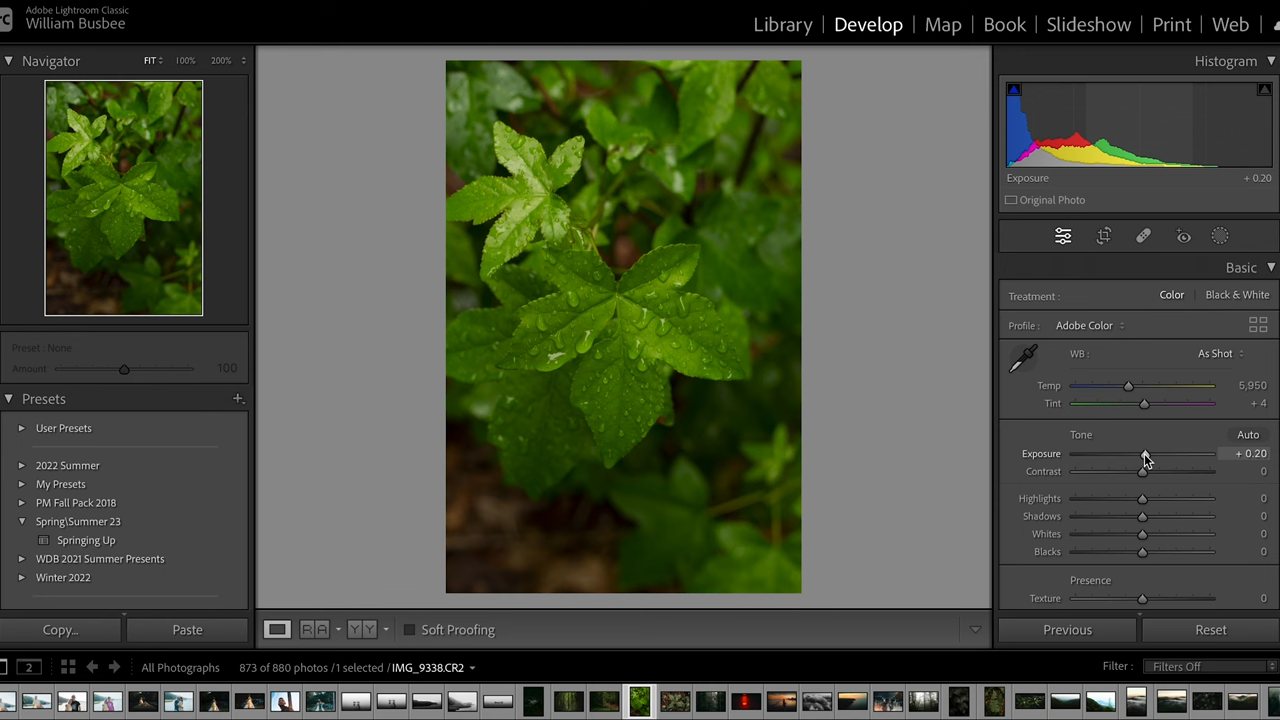 Adobe Lightroom Classic
William Busbee
Library | Develop | Map | Book | Slideshow | Print | Web
Navigator FIT 100% 200%
Histogram
Exposure + 0.20
Original Photo
Basic
Treatment : Color Black & White
Profile : Adobe Color
WB : As Shot
Temp 5,950
Tint + 4
Tone Auto
Exposure + 0.20
Contrast 0
Highlights 0
Shadows 0
Whites 0
Blacks 0
Presence
Texture 0
Preset : None
Amount 100
Presets
User Presets
2022 Summer
My Presets
PM Fall Pack 2018
Spring\Summer 23
Springing Up
WDB 2021 Summer Presents
Winter 2022
Copy... Paste
R A Y Y Soft Proofing
Previous Reset
2 All Photographs 873 of 880 photos / 1 selected / IMG_9338.CR2
Filter : Filters Off